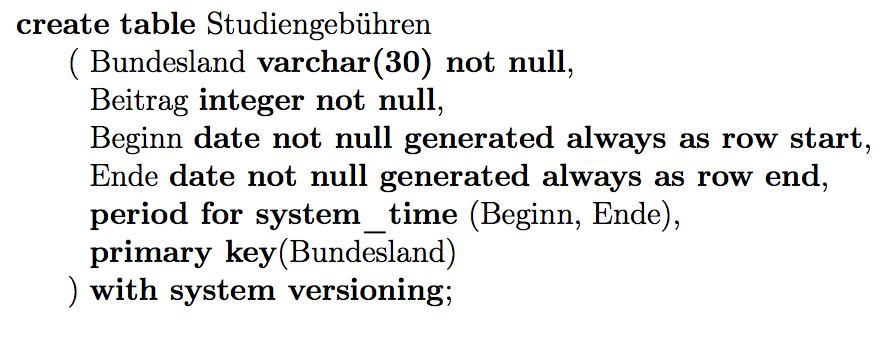 create table Studiengebühren
( Bundesland varchar(30) not null,
Beitrag integer not null,
Beginn date not null generated always as row start,
Ende date not null generated always as row end,
period for system_time (Beginn, Ende),
primary key(Bundesland)
) with system versioning;